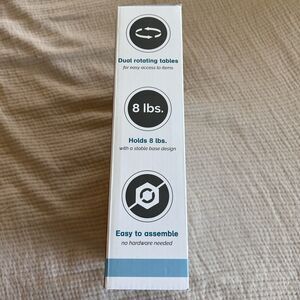 Dual rotating tables
for easy access to items
8 lbs.
Holds 8 lbs.
with a stable base design
Easy to assemble
no hardware needed